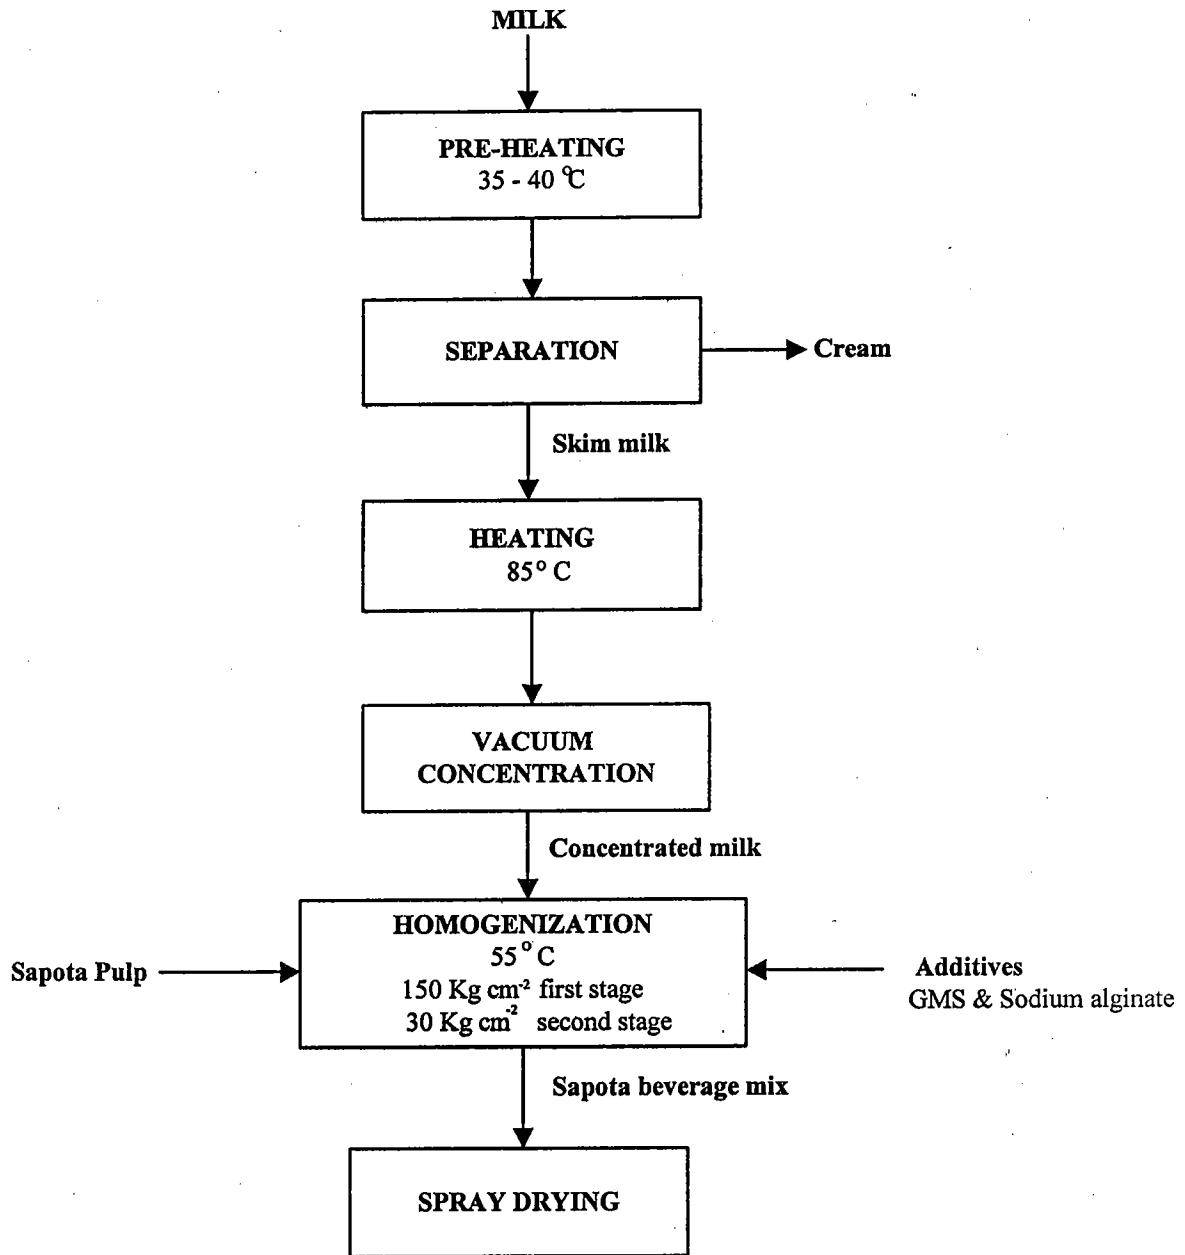 MILK
PRE-HEATING
35 - 40 °C
SEPARATION
Cream
Skim milk
HEATING
85° C
VACUUM
CONCENTRATION
Concentrated milk
HOMOGENIZATION
55° C
150 Kg cm⁻² first stage
30 Kg cm⁻² second stage
Sapota Pulp
Additives
GMS & Sodium alginate
Sapota beverage mix
SPRAY DRYING